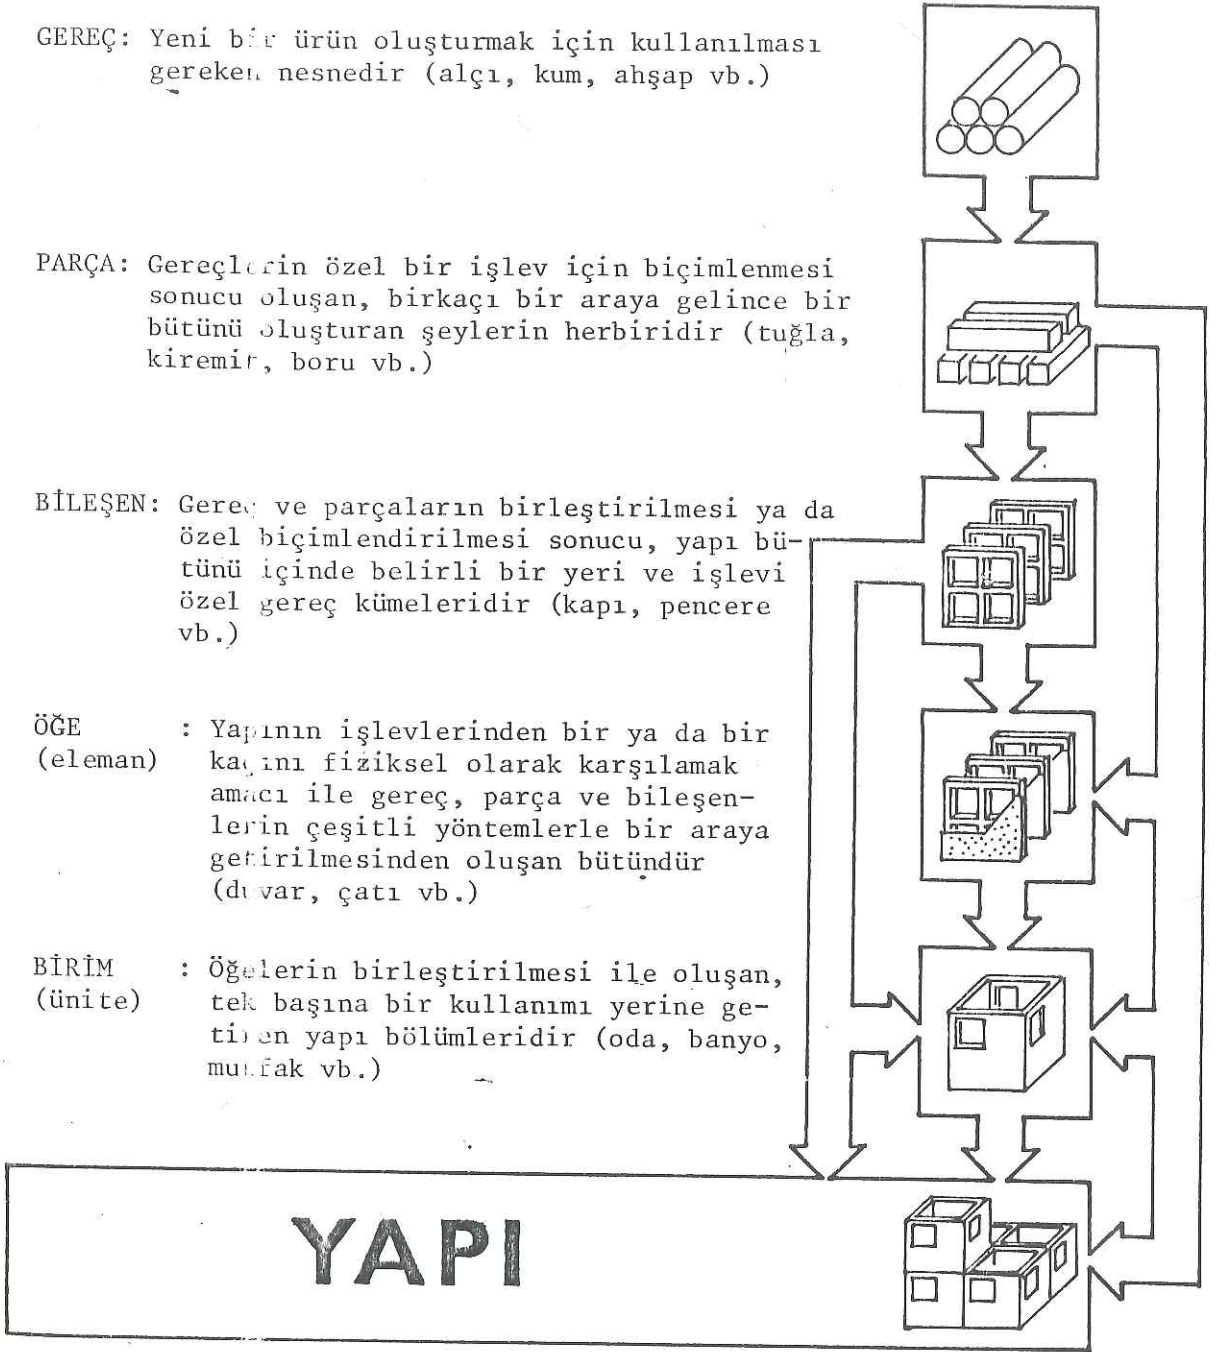 GEREÇ: Yeni bir ürün oluşturmak için kullanılması
gereken nesnedir (alçı, kum, ahşap vb.)
PARÇA: Gereçlerin özel bir işlev için biçimlenmesi
sonucu oluşan, birkaçı bir araya gelince bir
bütünü oluşturan şeylerin herbiridir (tuğla,
kiremit, boru vb.)
BİLEŞEN: Gereç ve parçaların birleştirilmesi ya da
özel biçimlendirilmesi sonucu, yapı bü-
tünü içinde belirli bir yeri ve işlevi
özel gereç kümeleridir (kapı, pencere
vb.)
ÖĞE : Yapının işlevlerinden bir ya da bir
(eleman) kaçını fiziksel olarak karşılamak
amacı ile gereç, parça ve bileşen-
lerin çeşitli yöntemlerle bir araya
getirilmesinden oluşan bütündür
(duvar, çatı vb.)
BİRİM : Öğelerin birleştirilmesi ile oluşan,
(ünite) tek başına bir kullanımı yerine ge-
tiren yapı bölümleridir (oda, banyo,
mutfak vb.)
YAPI